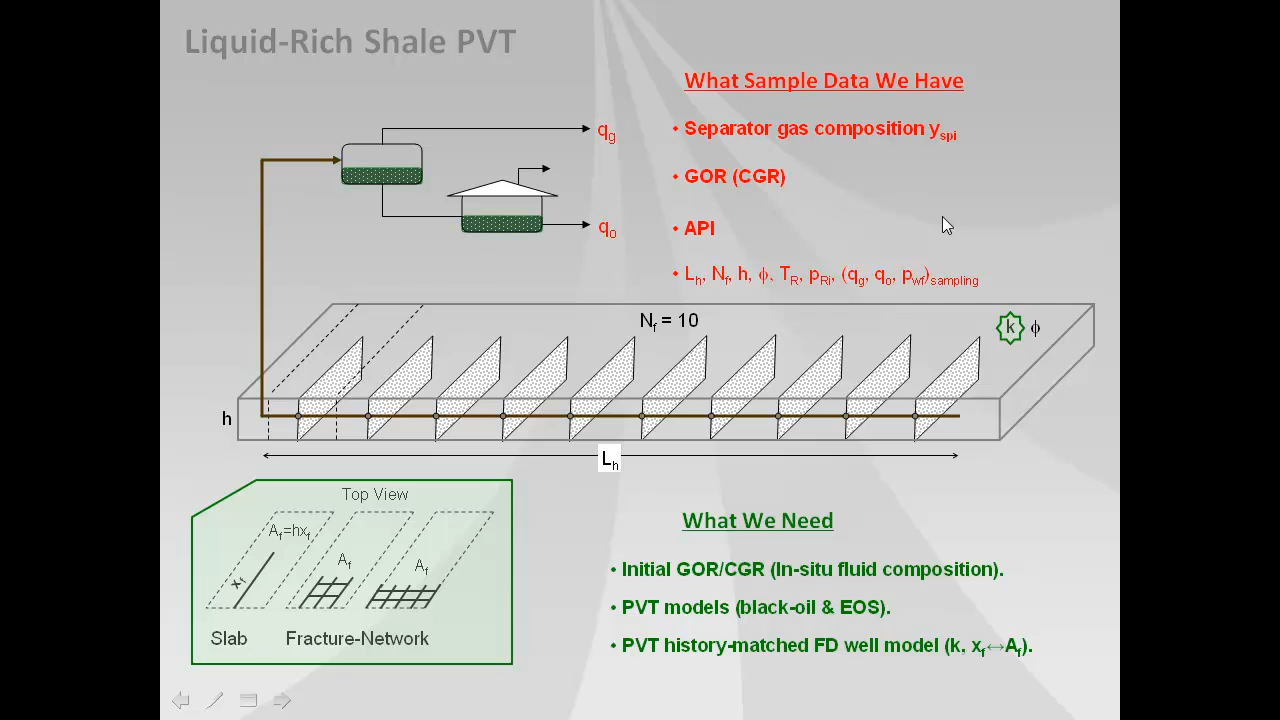 Liquid-Rich Shale PVT
What Sample Data We Have
• Separator gas composition yspi
• GOR (CGR)
• API
• Lh, Nf, h, ϕ, TR, pRi, (qg, qo, pwf)sampling
qg
qo
Nf = 10
k ϕ
h
Lh
Top View
Af=hxf
xf
Af
Af
Slab
Fracture-Network
What We Need
• Initial GOR/CGR (In-situ fluid composition).
• PVT models (black-oil & EOS).
• PVT history-matched FD well model (k, xf↔Af).